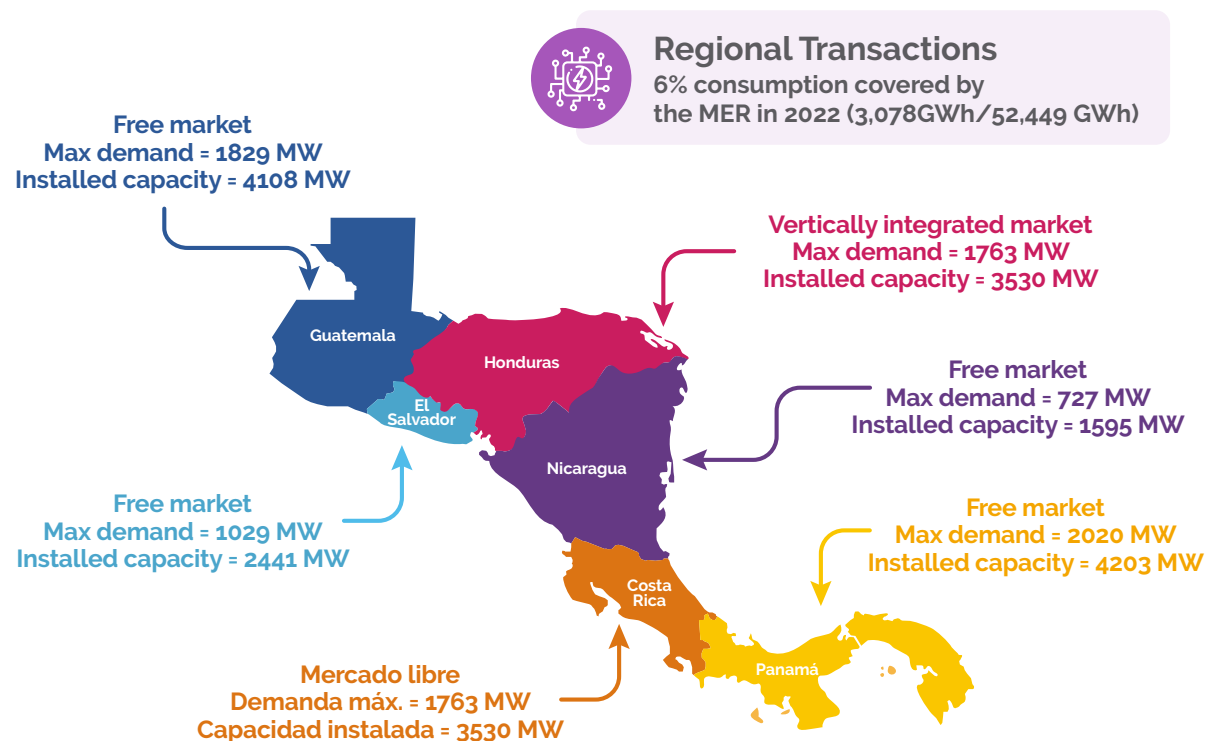 Regional Transactions
6% consumption covered by
the MER in 2022 (3,078GWh/52,449 GWh)
Free market
Max demand = 1829 MW
Installed capacity = 4108 MW
Vertically integrated market
Max demand = 1763 MW
Installed capacity = 3530 MW
Guatemala
Honduras
Free market
Max demand = 727 MW
Installed capacity = 1595 MW
El
Salvador
Nicaragua
Free market
Max demand = 1029 MW
Installed capacity = 2441 MW
Free market
Max demand = 2020 MW
Installed capacity = 4203 MW
Costa
Rica
Panamá
Mercado libre
Demanda máx. = 1763 MW
Capacidad instalada = 3530 MW